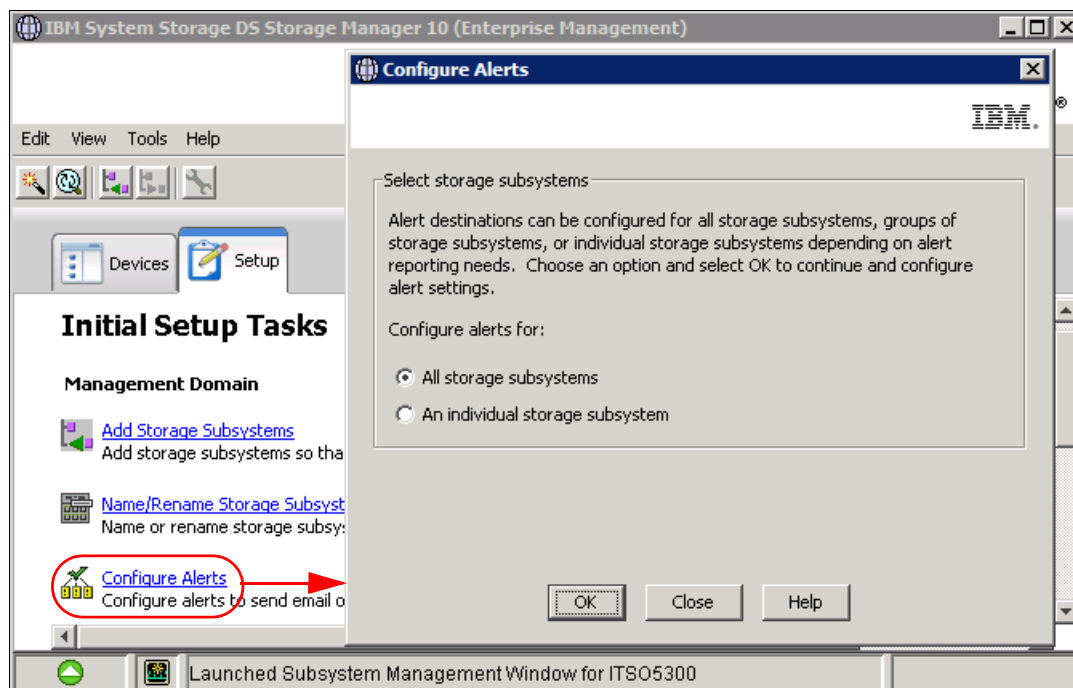 IBM System Storage DS Storage Manager 10 (Enterprise Management)
Configure Alerts
®
IBM.
Edit View Tools Help
Select storage subsystems
Alert destinations can be configured for all storage subsystems, groups of
storage subsystems, or individual storage subsystems depending on alert
reporting needs. Choose an option and select OK to continue and configure
alert settings.
Configure alerts for:
All storage subsystems
An individual storage subsystem
OK Close Help
Devices Setup
Initial Setup Tasks
Management Domain
Add Storage Subsystems
Add storage subsystems so tha
Name/Rename Storage Subsyst
Name or rename storage subsy
Configure Alerts
Configure alerts to send email o
Launched Subsystem Management Window for ITSO5300